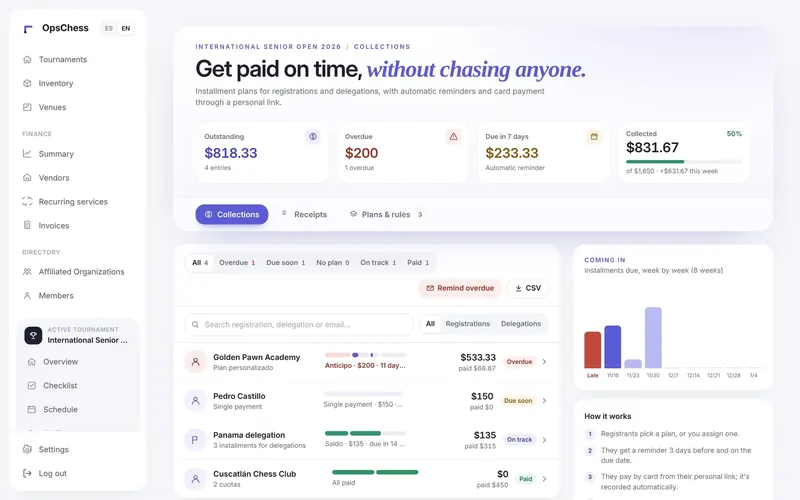 OpsChess
ES EN
Tournaments
Inventory
Venues
FINANCE
Summary
Vendors
Recurring services
Invoices
DIRECTORY
Affiliated Organizations
Members
ACTIVE TOURNAMENT
International Senior ...
Overview
Checklist
Schedule
Settings
Log out
INTERNATIONAL SENIOR OPEN 2026 / COLLECTIONS
Get paid on time, without chasing anyone.
Installment plans for registrations and delegations, with automatic reminders and card payment
through a personal link.
Outstanding
$818.33
4 entries
Overdue
$200
1 overdue
Due in 7 days
$233.33
Automatic reminder
Collected 50%
$831.67
of $1,650 · +$631.67 this week
Collections
Receipts
Plans & rules 3
All 4
Overdue 1
Due soon 1
No plan 0
On track 1
Paid 1
Remind overdue
CSV
Search registration, delegation or email...
All
Registrations
Delegations
Golden Pawn Academy
Plan personalizado
Anticipo · $200 · 11 day...
$533.33
paid $66.67
Overdue
Pedro Castillo
Single payment
Single payment · $150 ·...
$150
paid $0
Due soon
Panama delegation
3 installments for delegations
Saldo · $135 · due in 14 ...
$135
paid $315
On track
Cuscatlán Chess Club
2 cuotas
All paid
$0
paid $450
Paid
COMING IN
Installments due, week by week (8 weeks)
Late 11/16 11/23 11/30 12/7 12/14 12/21 12/28 1/4
How it works
1 Registrants pick a plan, or you assign one.
2 They get a reminder 3 days before and on the
due date.
3 They pay by card from their personal link; it's
recorded automatically.